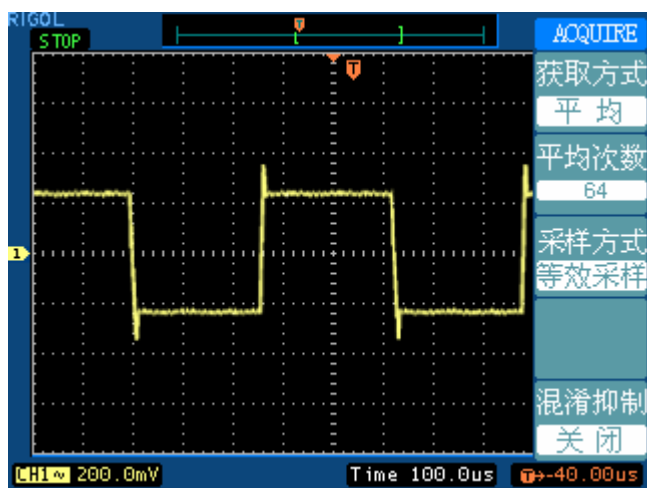 RIGOL
STOP
T
ACQUIRE
T
获取方式
平均
平均次数
64
采样方式
等效采样
1
混淆抑制
关闭
CH1~ 200.0mV
Time 100.0us
T→-40.00us